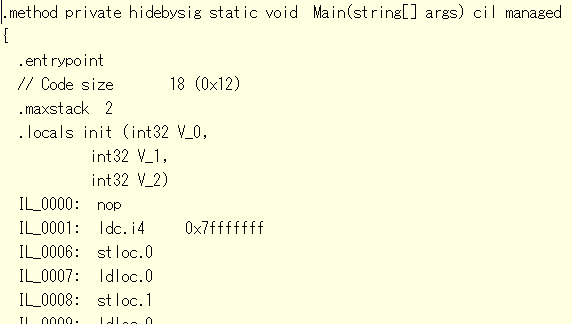 .method private hidebysig static void  Main(string[] args) cil managed
{
  .entrypoint
  // Code size       18 (0x12)
  .maxstack  2
  .locals init (int32 V_0,
           int32 V_1,
           int32 V_2)
  IL_0000:  nop
  IL_0001:  ldc.i4     0x7fffffff
  IL_0006:  stloc.0
  IL_0007:  ldloc.0
  IL_0008:  stloc.1
  IL_0009:  ldloc.0